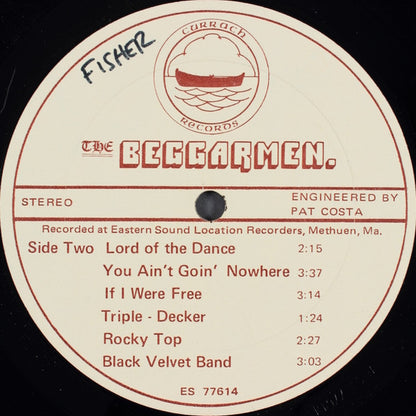 FISHER
CURRACH
RECORDS
THE BEGGARMEN.
STEREO
ENGINEERED BY
PAT COSTA
Recorded at Eastern Sound Location Recorders, Methuen, Ma.
Side Two Lord of the Dance 2:15
You Ain't Goin' Nowhere 3:37
If I Were Free 3:14
Triple - Decker 1:24
Rocky Top 2:27
Black Velvet Band 3:03
ES 77614